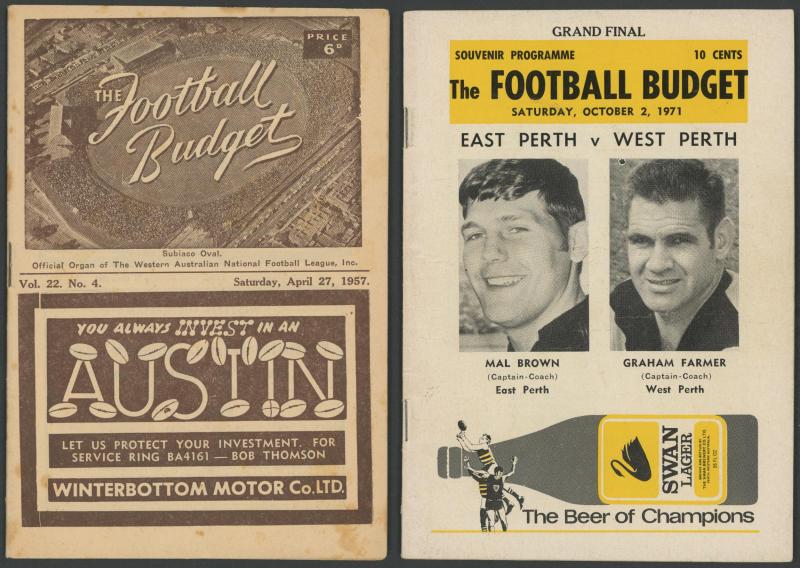 PRICE
6D
THE Football
Budget
Subiaco Oval.
Official Organ of The Western Australian National Football League, Inc.
Vol. 22. No. 4. Saturday, April 27, 1957.
YOU ALWAYS INVEST IN AN
AUSTIN
LET US PROTECT YOUR INVESTMENT. FOR
SERVICE RING BA4161 — BOB THOMSON
WINTERBOTTOM MOTOR Co. LTD.
GRAND FINAL
SOUVENIR PROGRAMME 10 CENTS
The FOOTBALL BUDGET
SATURDAY, OCTOBER 2, 1971
EAST PERTH v WEST PERTH
MAL BROWN
(Captain-Coach)
East Perth
GRAHAM FARMER
(Captain-Coach)
West Perth
SWAN
LAGER
The Beer of Champions